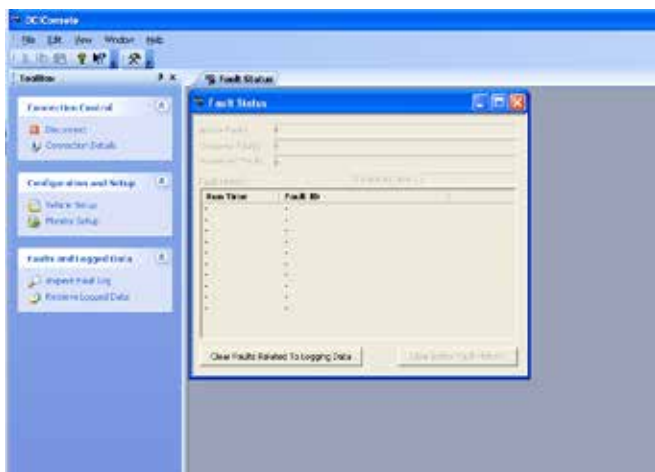 DCIConsole
File Edit View Window Help
Toolbox
Fault Status
Fault Status
Connection Control
Disconnect
Connection Details
Configuration and Setup
Vehicle Setup
Monitor Setup
Faults and Logged Data
Inspect Fault Log
Retrieve Logged Data
Run Time Fault ID
Clear Faults Related To Logging Data